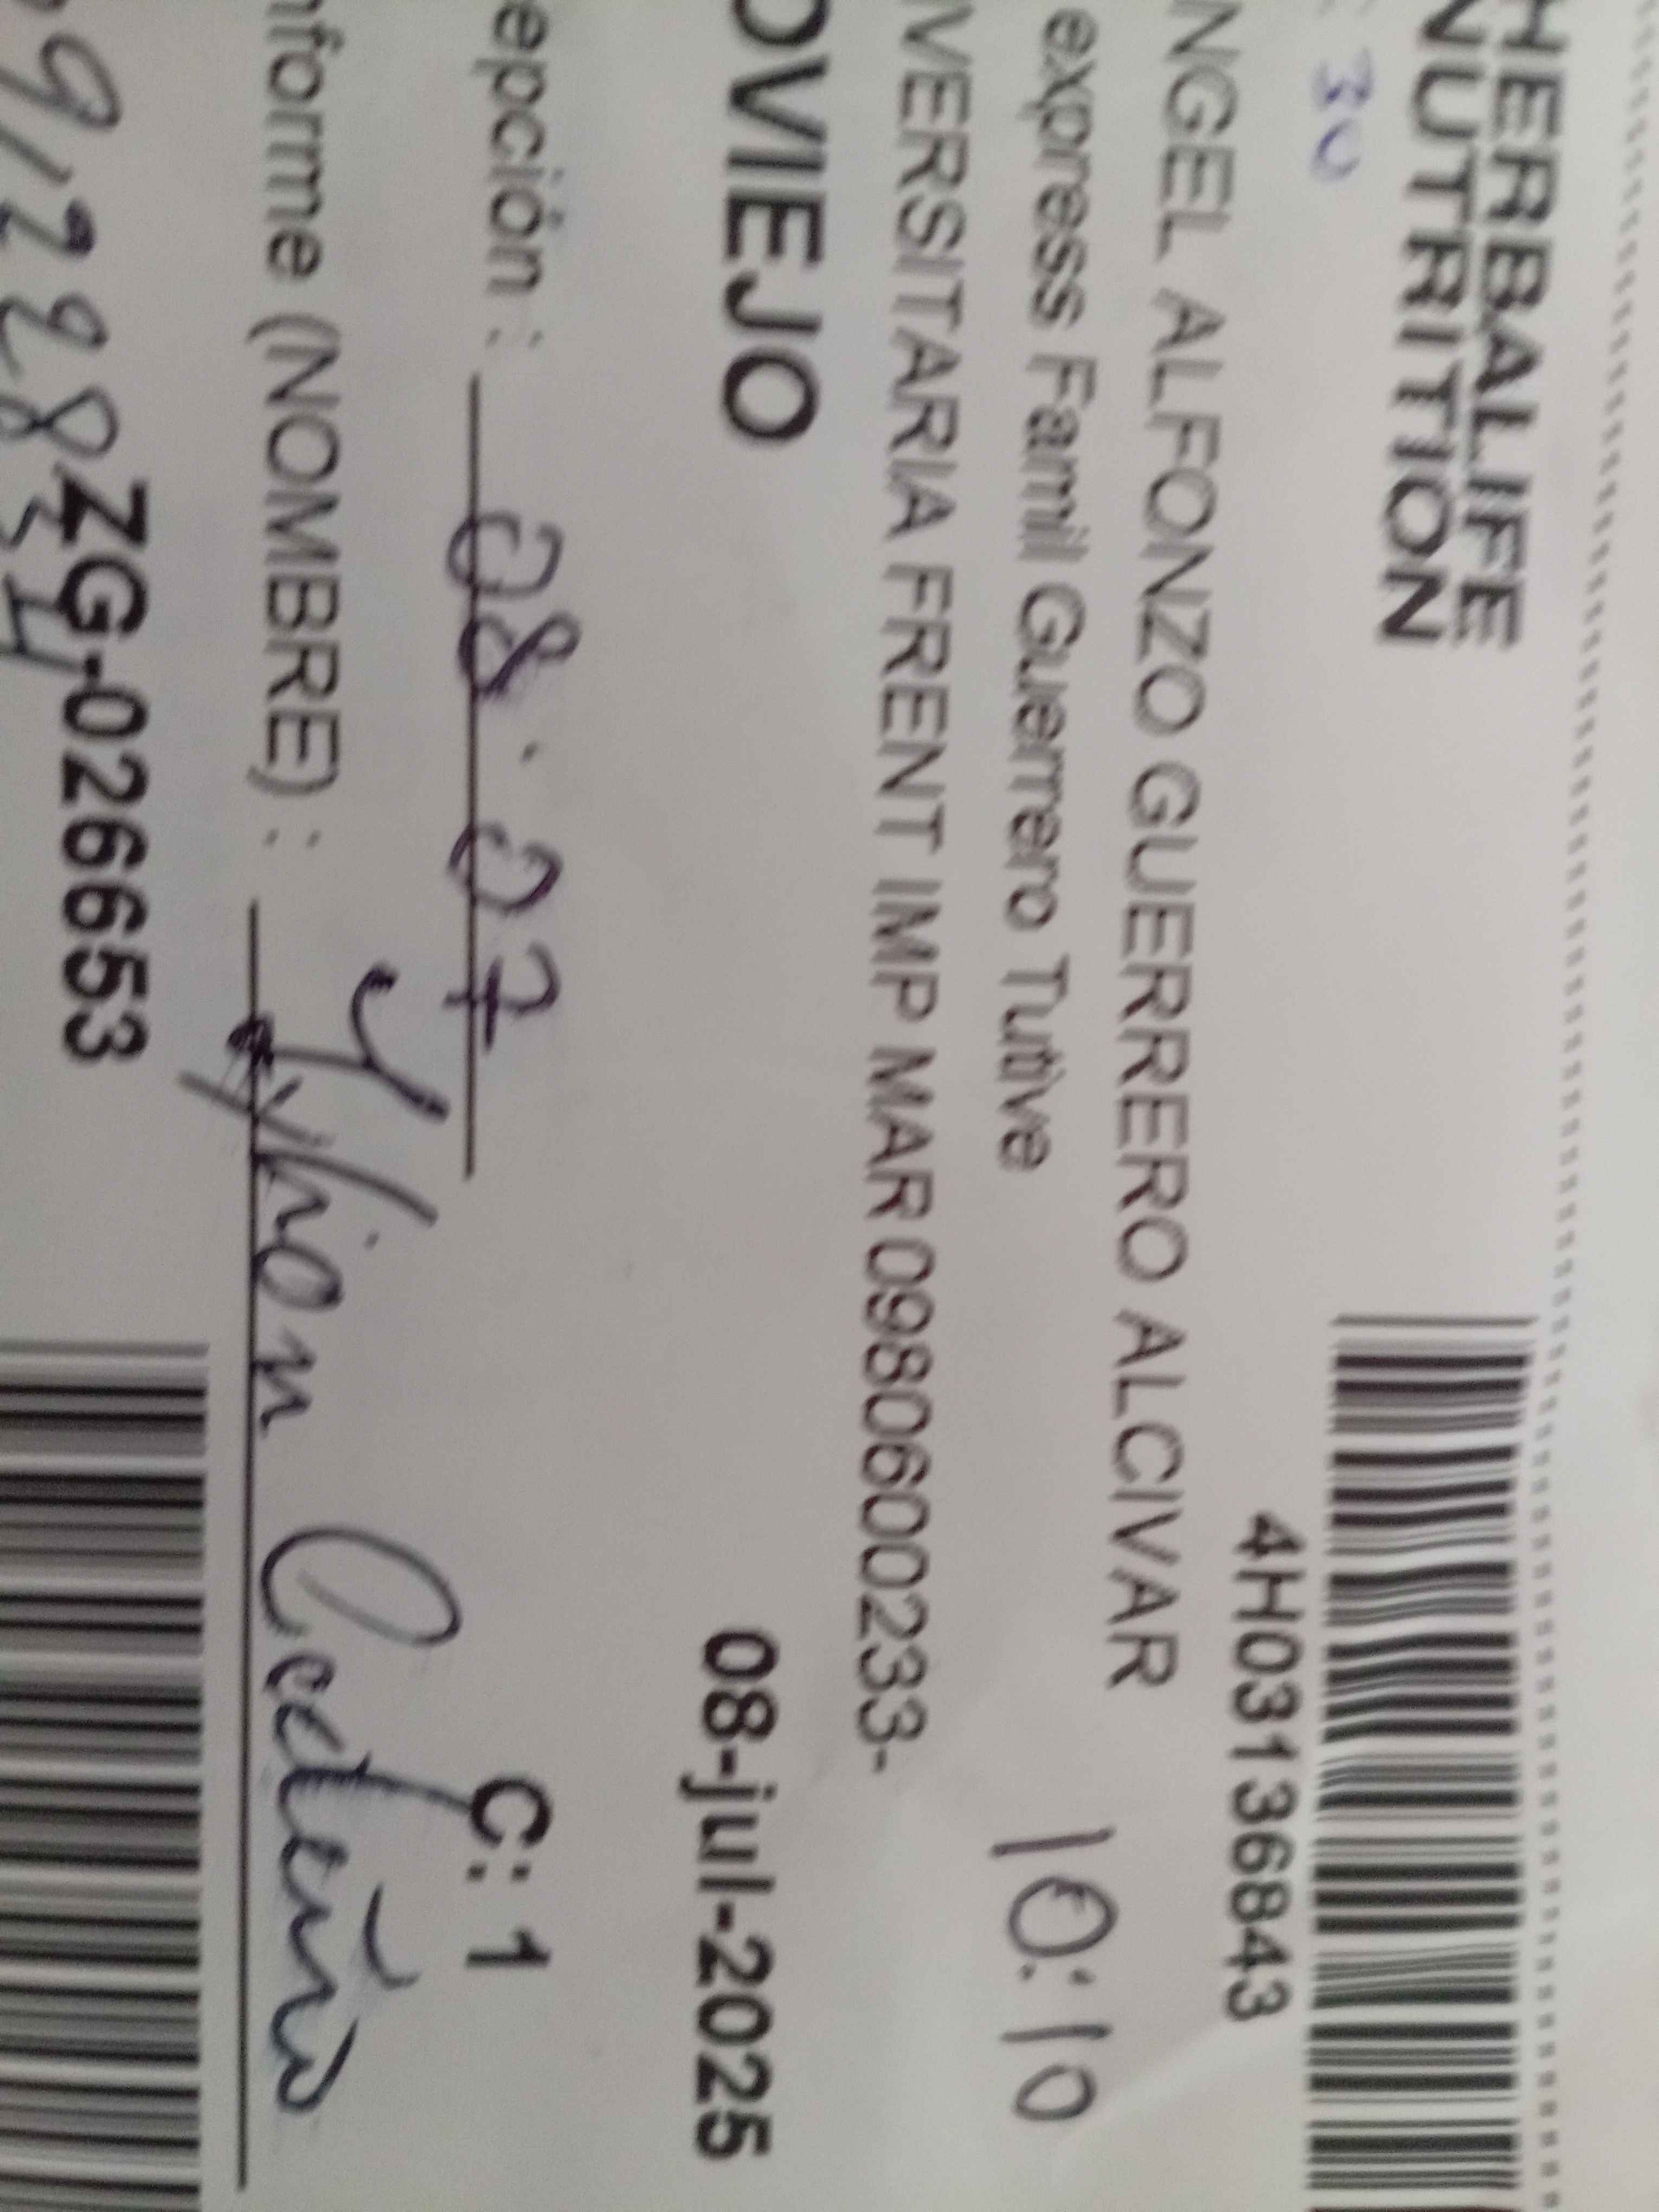 HERBALIFE
NUTRITION
: 30
4H03136843
NGEL ALFONZO GUERRERO ALCIVAR
express Famil Guerrero Tutive
10:10
VERSITARIA FRENT IMP MAR 0980600233-
OVIEJO
08-jul-2025
epción :
08.07
C: 1
nforme (NOMBRE) :
Jhon
ZG-026653